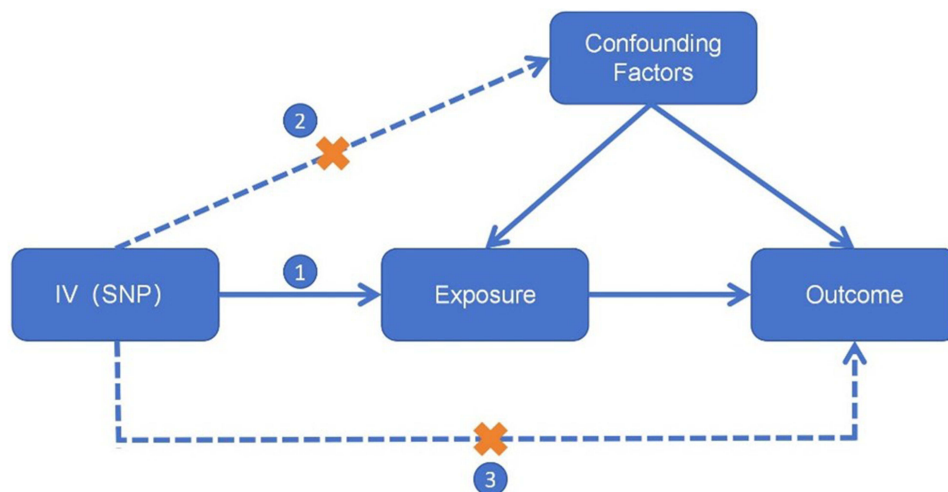 Confounding
Factors
2
1
IV (SNP)
Exposure
Outcome
3